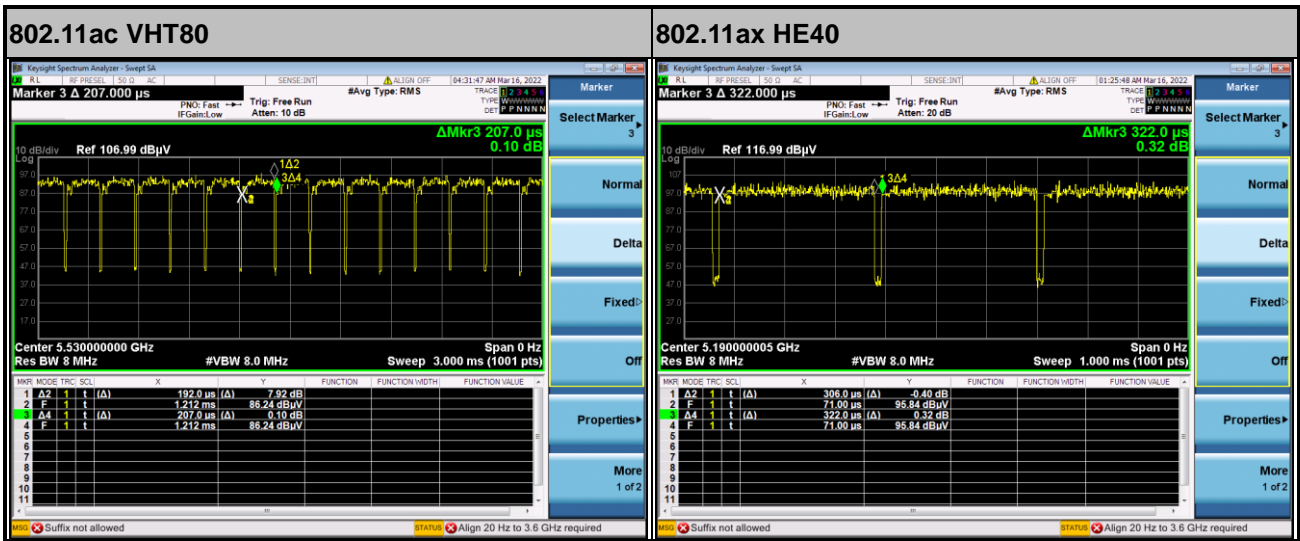 802.11ac VHT80
Keysight Spectrum Analyzer - Swept SA
RL RF PRESEL 50 Ω AC SENSE:INT ALIGN OFF 04:31:47 AM Mar 16, 2022
Marker 3 Δ 207.000 µs
PNO: Fast
IFGain:Low
Trig: Free Run
Atten: 10 dB
#Avg Type: RMS
TRACE 1 2 3 4 5 6
TYPE WWWWWW
DET P P N N N N
ΔMkr3 207.0 µs
0.10 dB
10 dB/div
Log
Ref 106.99 dBµV
97.0
87.0
77.0
67.0
57.0
47.0
37.0
27.0
17.0
1Δ2
3Δ4
Center 5.530000000 GHz
Span 0 Hz
Res BW 8 MHz
#VBW 8.0 MHz
Sweep 3.000 ms (1001 pts)
MKR MODE TRC SCL X Y FUNCTION FUNCTION WIDTH FUNCTION VALUE
1 Δ2 1 t (Δ) 192.0 µs (Δ) 7.92 dB
2 F 1 t 1.212 ms 86.24 dBµV
3 Δ4 1 t (Δ) 207.0 µs (Δ) 0.10 dB
4 F 1 t 1.212 ms 86.24 dBµV
5
6
7
8
9
10
11
MSG Suffix not allowed
STATUS Align 20 Hz to 3.6 GHz required
Marker
Select Marker
3
Normal
Delta
Fixed
Off
Properties
More
1 of 2
802.11ax HE40
Keysight Spectrum Analyzer - Swept SA
RL RF PRESEL 50 Ω AC SENSE:INT ALIGN OFF 01:25:48 AM Mar 16, 2022
Marker 3 Δ 322.000 µs
PNO: Fast
IFGain:Low
Trig: Free Run
Atten: 20 dB
#Avg Type: RMS
TRACE 1 2 3 4 5 6
TYPE WWWWWW
DET P P N N N N
ΔMkr3 322.0 µs
0.32 dB
10 dB/div
Log
Ref 116.99 dBµV
107
97.0
87.0
77.0
67.0
57.0
47.0
37.0
27.0
3Δ4
Center 5.190000005 GHz
Span 0 Hz
Res BW 8 MHz
#VBW 8.0 MHz
Sweep 1.000 ms (1001 pts)
MKR MODE TRC SCL X Y FUNCTION FUNCTION WIDTH FUNCTION VALUE
1 Δ2 1 t (Δ) 306.0 µs (Δ) -0.40 dB
2 F 1 t 71.00 µs 95.84 dBµV
3 Δ4 1 t (Δ) 322.0 µs (Δ) 0.32 dB
4 F 1 t 71.00 µs 95.84 dBµV
5
6
7
8
9
10
11
MSG Suffix not allowed
STATUS Align 20 Hz to 3.6 GHz required
Marker
Select Marker
3
Normal
Delta
Fixed
Off
Properties
More
1 of 2